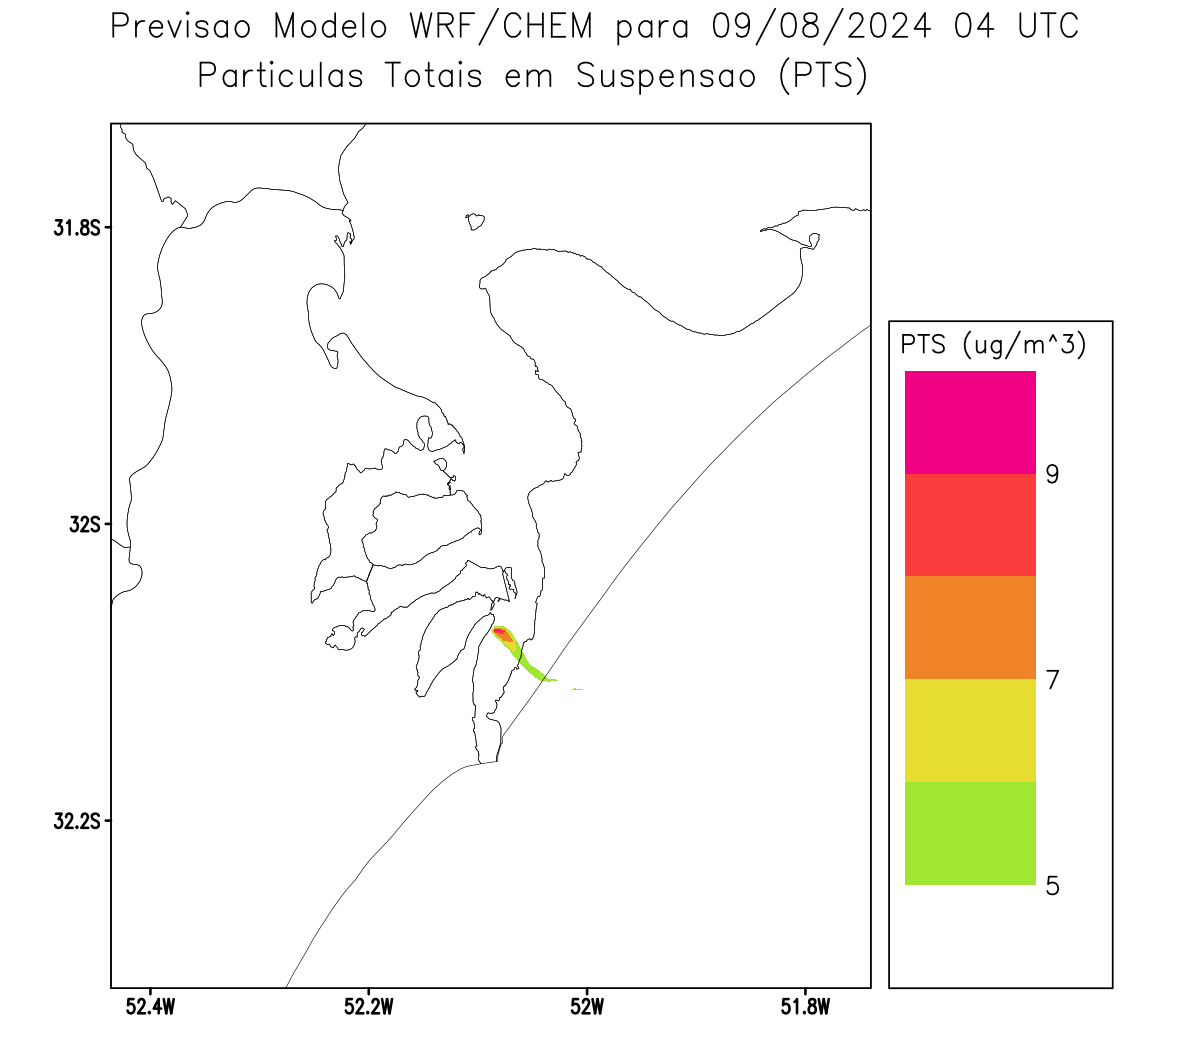 Previsao Modelo WRF/CHEM para 09/08/2024 04 UTC
Particulas Totais em Suspensao (PTS)
31.8S
32S
32.2S
52.4W
52.2W
52W
51.8W
PTS (ug/m^3)
9
7
5